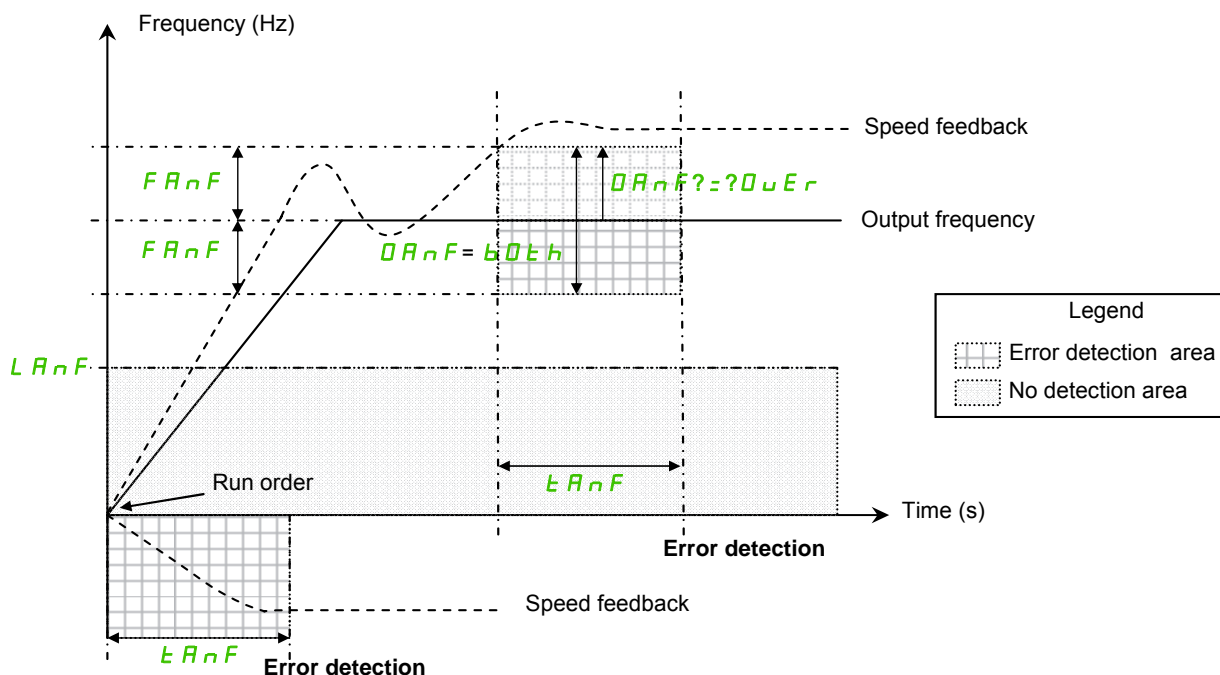 Frequency (Hz)
Speed feedback
FAnF
OAnF?=?OuEr
Output frequency
FAnF
OAnF = bOth
Legend
LAnF
Error detection area
No detection area
tAnF
Run order
Time (s)
Error detection
Speed feedback
tAnF
Error detection